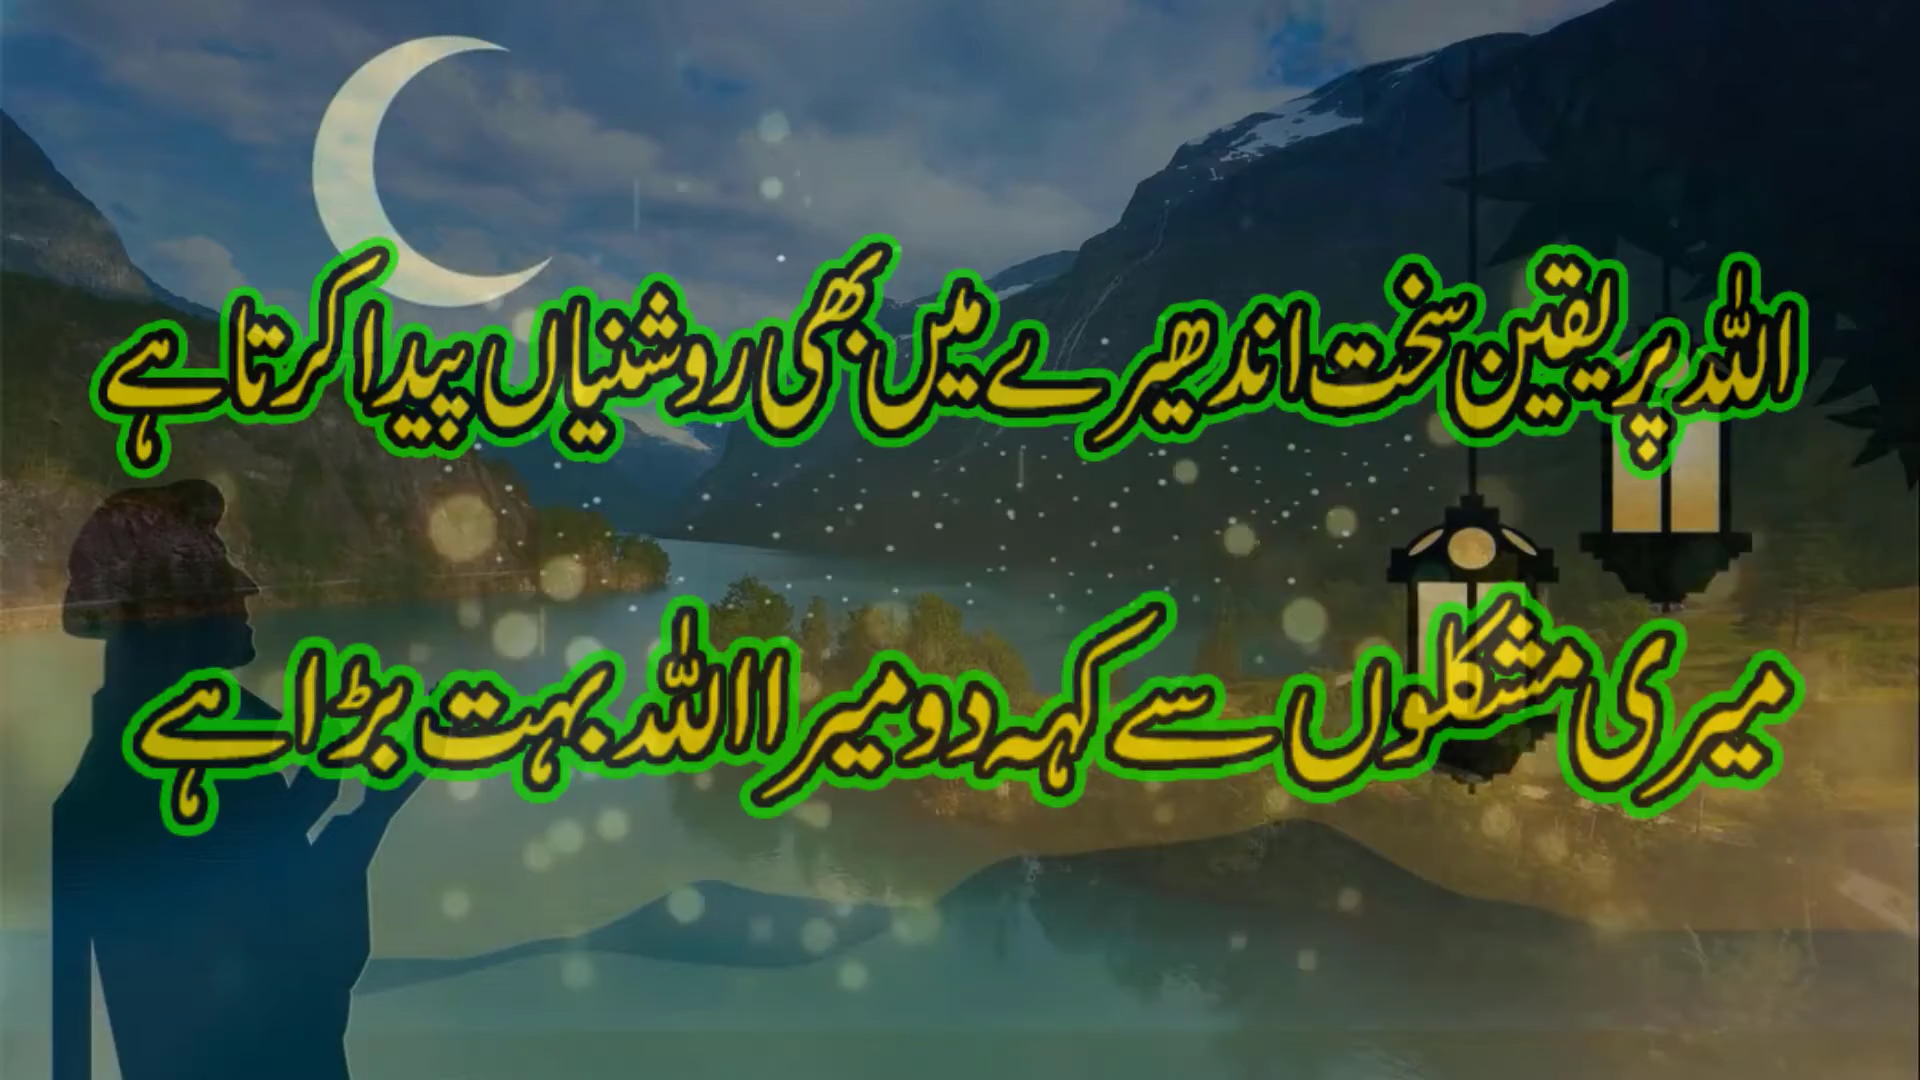 اللہ پر یقین سخت اندھیرے میں بھی روشنیاں پیدا کرتا ہے
میری مشکلوں سے کہہ دو میرا اللہ بہت بڑا ہے